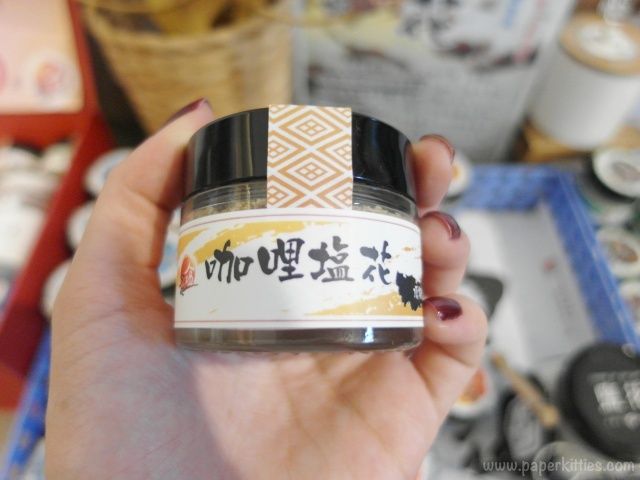 咖哩塩花
www.paperkitties.com